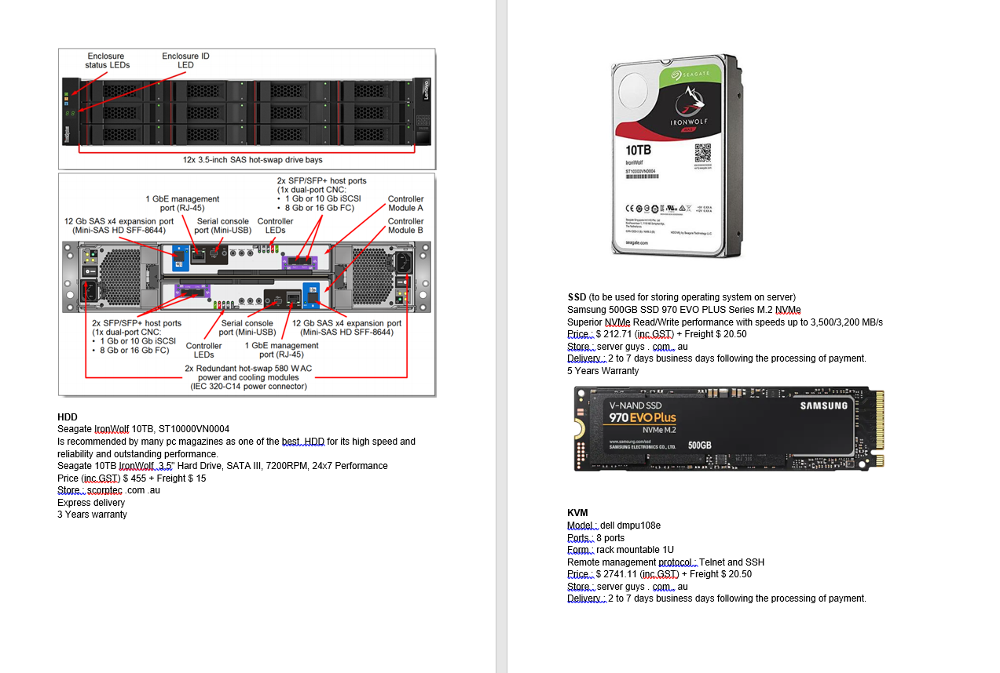 Enclosure
status LEDs
Enclosure ID
LED
Lenovo
ThinkSystem
12x 3.5-inch SAS hot-swap drive bays
2x SFP/SFP+ host ports
(1x dual-port CNC:
• 1 Gb or 10 Gb iSCSI
• 8 Gb or 16 Gb FC)
1 GbE management
port (RJ-45)
Controller
Module A
12 Gb SAS x4 expansion port
(Mini-SAS HD SFF-8644)
Serial console
port (Mini-USB)
Controller
LEDs
Controller
Module B
2x SFP/SFP+ host ports
(1x dual-port CNC:
• 1 Gb or 10 Gb iSCSI
• 8 Gb or 16 Gb FC)
Controller
LEDs
Serial console
port (Mini-USB)
1 GbE management
port (RJ-45)
12 Gb SAS x4 expansion port
(Mini-SAS HD SFF-8644)
2x Redundant hot-swap 580 W AC
power and cooling modules
(IEC 320-C14 power connector)
HDD
Seagate IronWolf 10TB, ST10000VN0004
Is recommended by many pc magazines as one of the best HDD for its high speed and
reliability and outstanding performance.
Seagate 10TB IronWolf 3.5" Hard Drive, SATA III, 7200RPM, 24x7 Performance
Price (inc.GST) $ 455 + Freight $ 15
Store : scorptec .com .au
Express delivery
3 Years warranty
SEAGATE
IRONWOLF
10TB
IronWolf
ST10000VN0004
seagate.com
SSD (to be used for storing operating system on server)
Samsung 500GB SSD 970 EVO PLUS Series M.2 NVMe
Superior NVMe Read/Write performance with speeds up to 3,500/3,200 MB/s
Price : $ 212.71 (inc.GST) + Freight $ 20.50
Store : server guys . com . au
Delivery : 2 to 7 days business days following the processing of payment.
5 Years Warranty
V-NAND SSD
970 EVO Plus
NVMe M.2
SAMSUNG
www.samsung.com/ssd
SAMSUNG ELECTRONICS CO., LTD.
500GB
KVM
Model : dell dmpu108e
Ports : 8 ports
Form : rack mountable 1U
Remote management protocol : Telnet and SSH
Price : $ 2741.11 (inc.GST) + Freight $ 20.50
Store : server guys . com . au
Delivery : 2 to 7 days business days following the processing of payment.